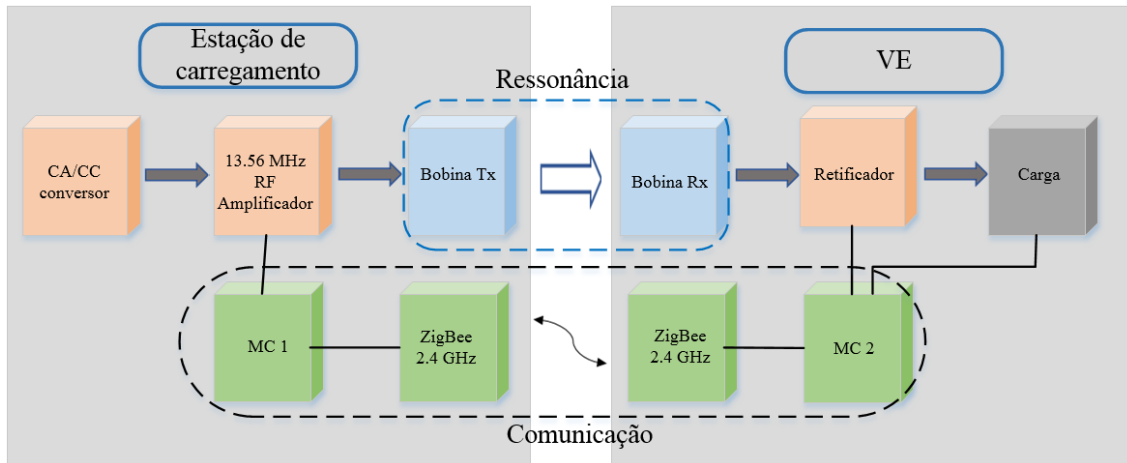 Estação de
carregamento
VE
Ressonância
CA/CC
conversor
13.56 MHz
RF
Amplificador
Bobina Tx
Bobina Rx
Retificador
Carga
MC 1
ZigBee
2.4 GHz
ZigBee
2.4 GHz
MC 2
Comunicação